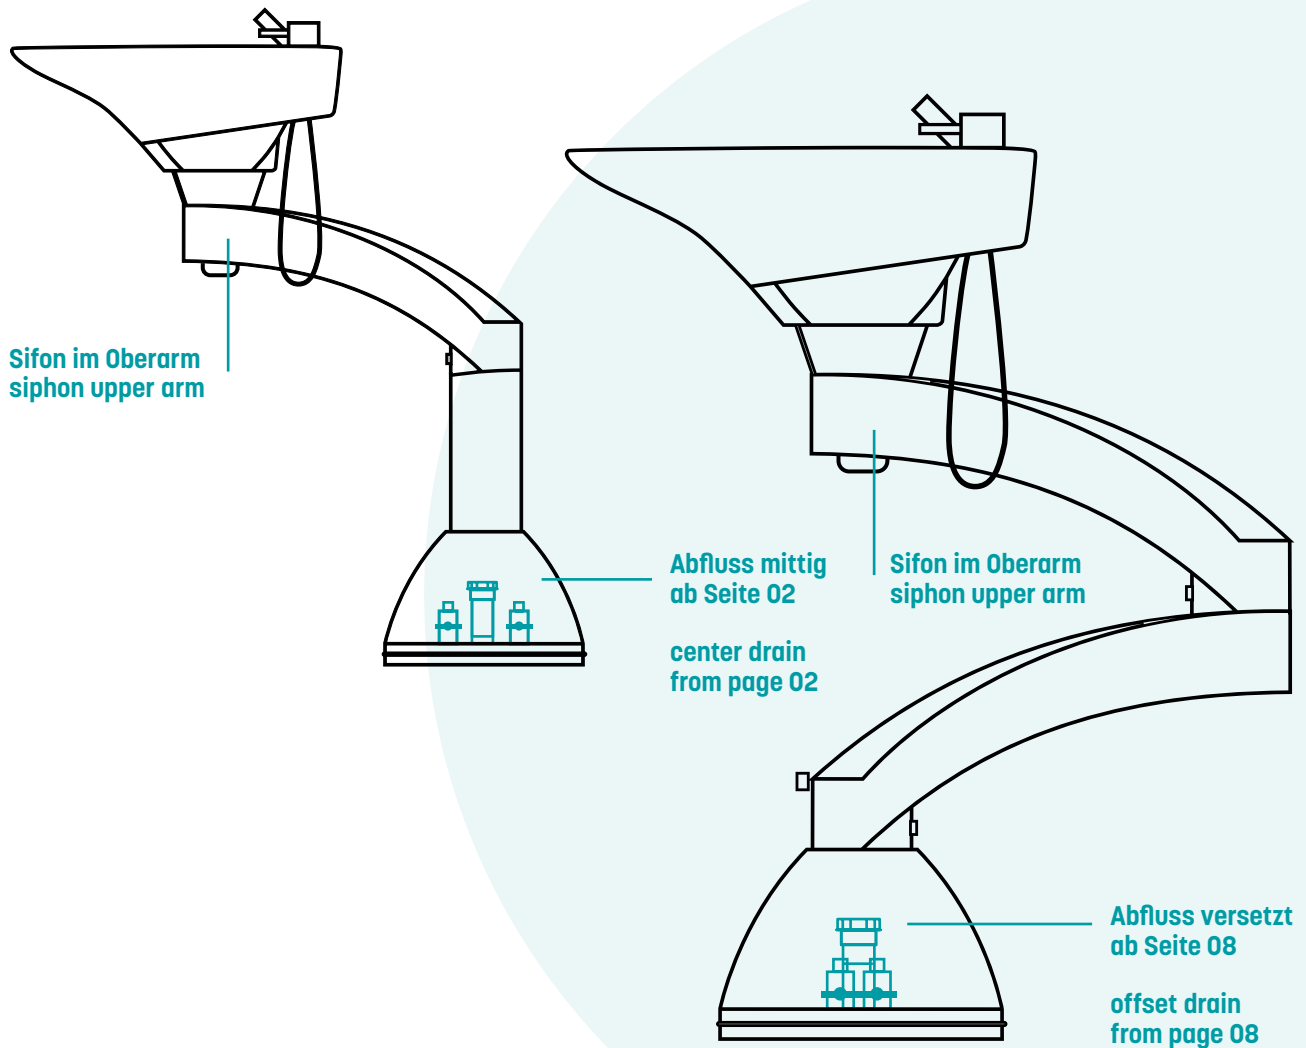 Sifon im Oberarm
siphon upper arm
Abfluss mittig
ab Seite 02
center drain
from page 02
Sifon im Oberarm
siphon upper arm
Abfluss versetzt
ab Seite 08
offset drain
from page 08